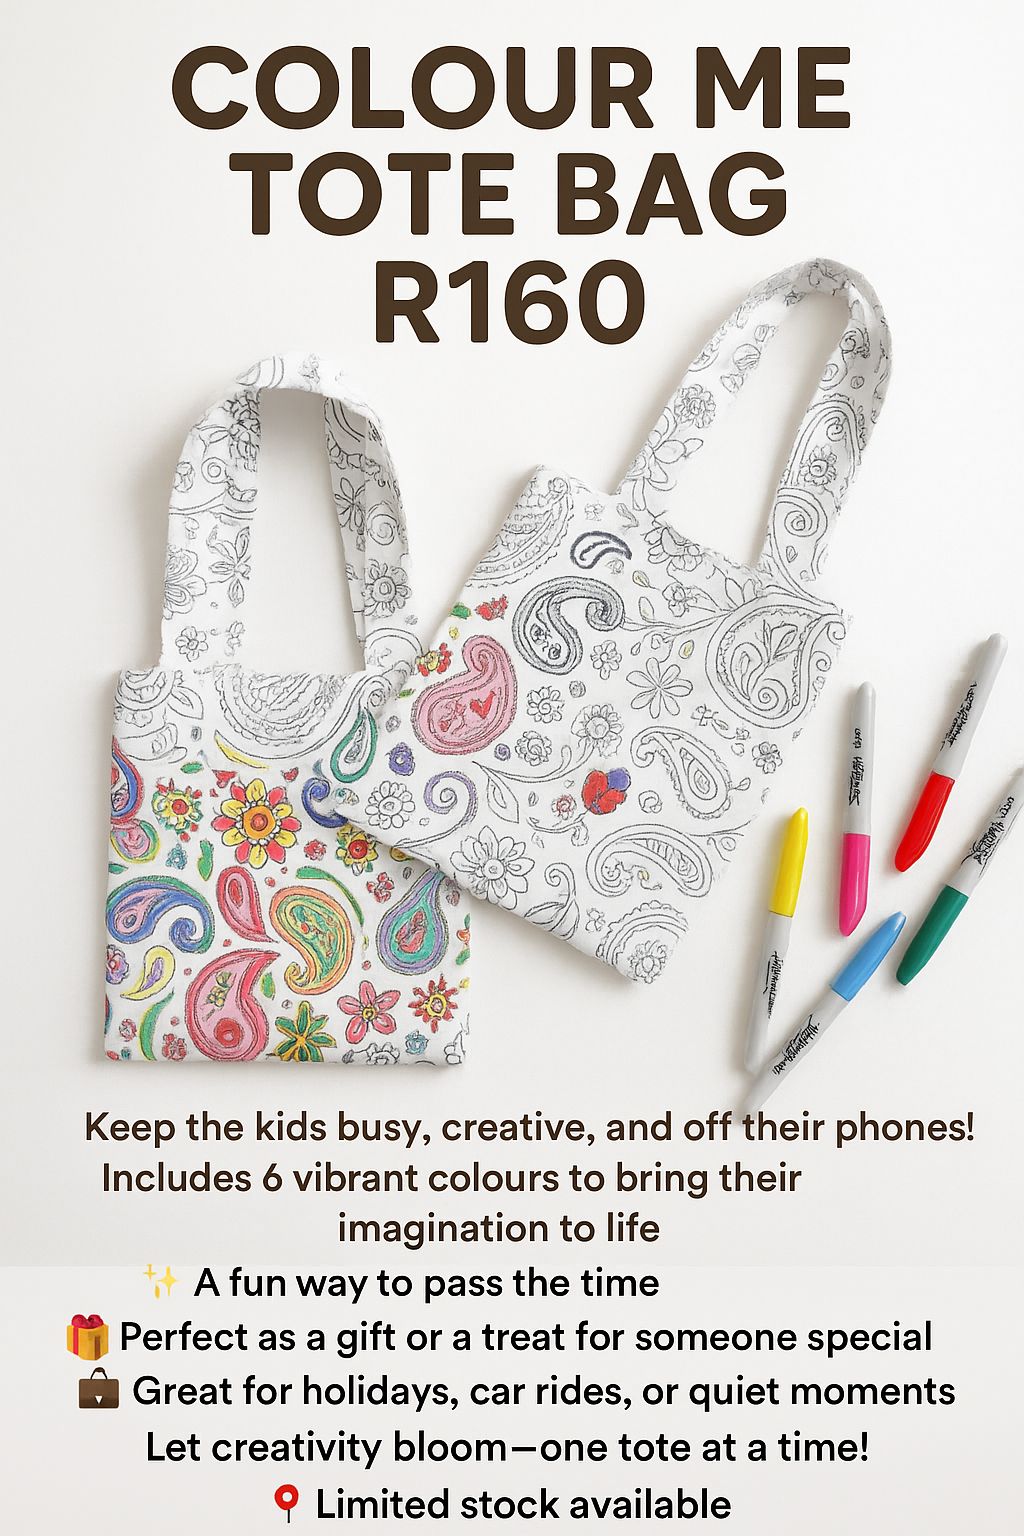 COLOUR ME
TOTE BAG
R160
Keep the kids busy, creative, and off their phones!
Includes 6 vibrant colours to bring their
imagination to life
✨ A fun way to pass the time
🎁 Perfect as a gift or a treat for someone special
💼 Great for holidays, car rides, or quiet moments
Let creativity bloom—one tote at a time!
📍 Limited stock available